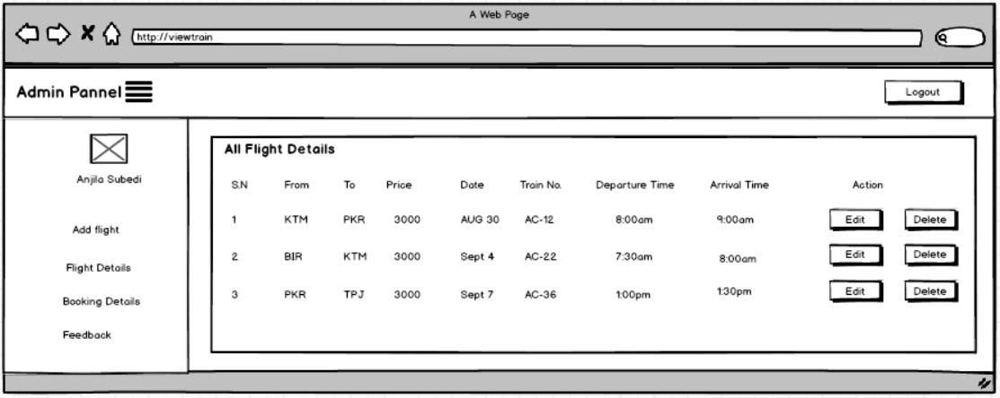 A Web Page
http://viewtrain
Admin Pannel
Logout
Anjila Subedi
Add flight
Flight Details
Booking Details
Feedback
All Flight Details
S.N From To Price Date Train No. Departure Time Arrival Time Action
1 KTM PKR 3000 AUG 30 AC-12 8:00am 9:00am Edit Delete
2 BIR KTM 3000 Sept 4 AC-22 7:30am 8:00am Edit Delete
3 PKR TPJ 3000 Sept 7 AC-36 1:00pm 1:30pm Edit Delete